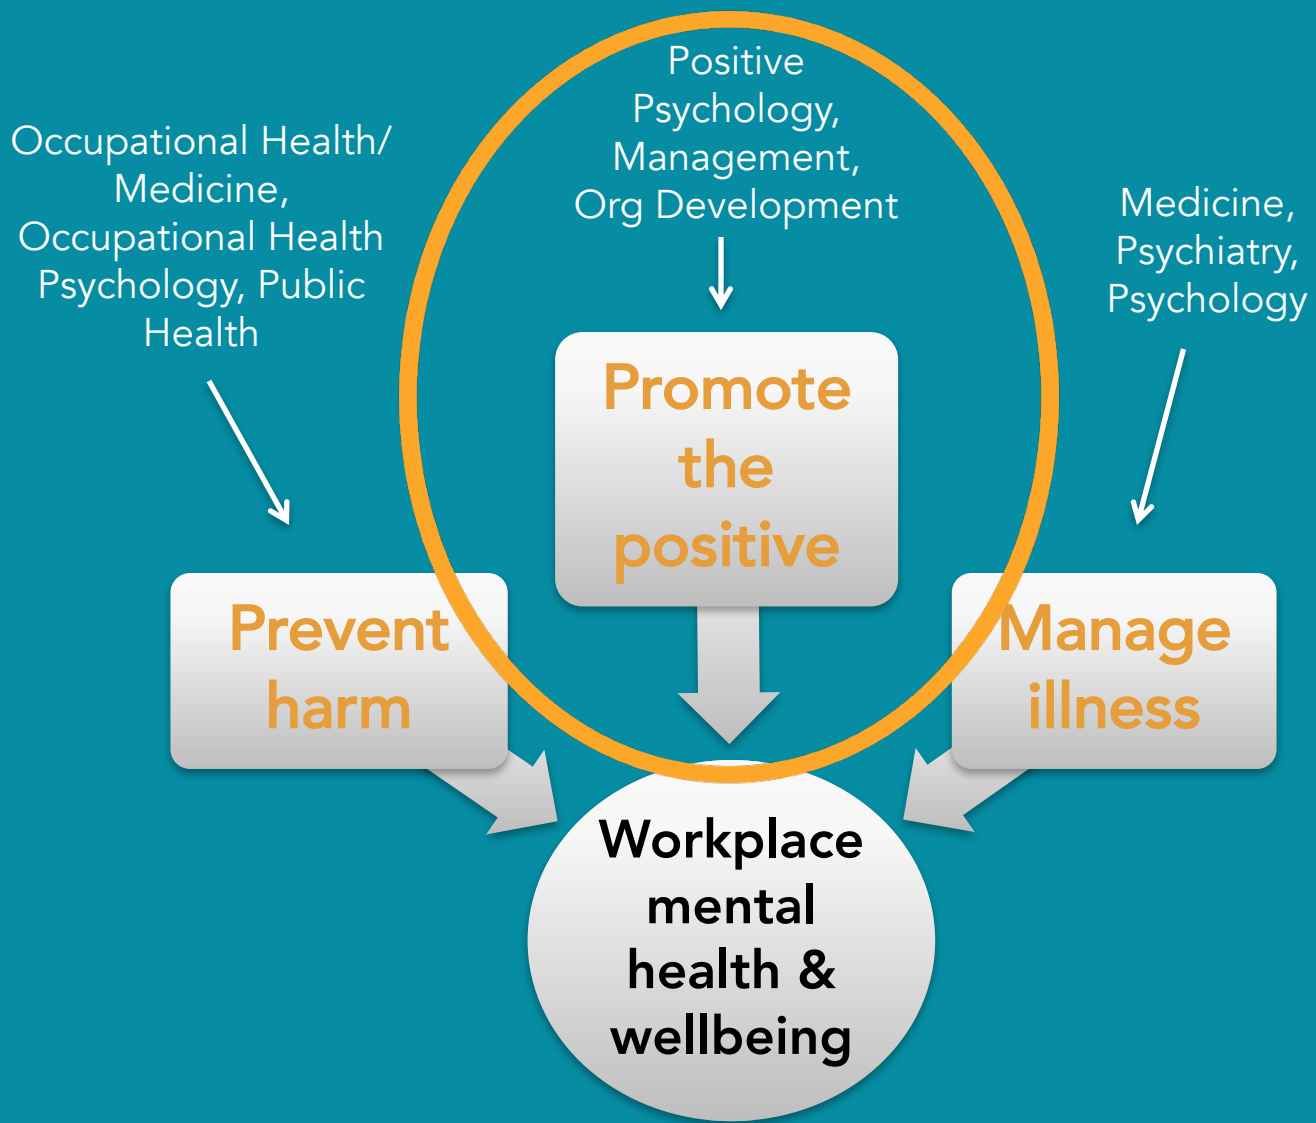 Occupational Health/
Medicine,
Occupational Health
Psychology, Public
Health
Positive
Psychology,
Management,
Org Development
Medicine,
Psychiatry,
Psychology
Prevent
harm
Promote
the
positive
Manage
illness
Workplace
mental
health &
wellbeing